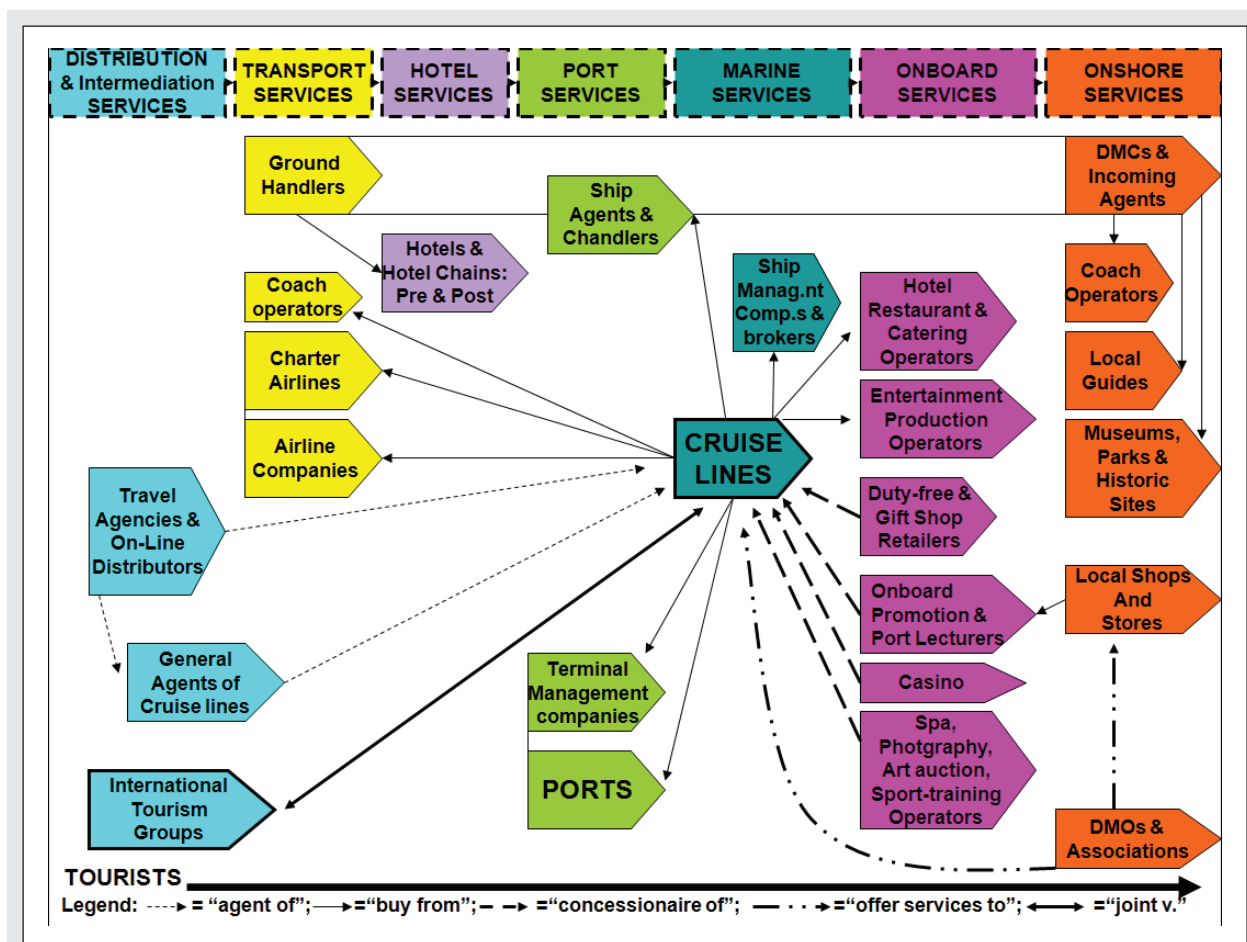 DISTRIBUTION
& Intermediation
SERVICES
TRANSPORT
SERVICES
HOTEL
SERVICES
PORT
SERVICES
MARINE
SERVICES
ONBOARD
SERVICES
ONSHORE
SERVICES
Ground
Handlers
Ship
Agents &
Chandlers
DMCs &
Incoming
Agents
Hotels &
Hotel Chains:
Pre & Post
Coach
operators
Ship
Manag.nt
Comp.s &
brokers
Hotel
Restaurant &
Catering
Operators
Coach
Operators
Charter
Airlines
Local
Guides
Entertainment
Production
Operators
Airline
Companies
CRUISE
LINES
Museums,
Parks &
Historic
Sites
Travel
Agencies &
On-Line
Distributors
Duty-free &
Gift Shop
Retailers
Onboard
Promotion &
Port Lecturers
Local Shops
And
Stores
General
Agents of
Cruise lines
Terminal
Management
companies
Casino
Spa,
Photgraphy,
Art auction,
Sport-training
Operators
International
Tourism
Groups
PORTS
DMOs &
Associations
TOURISTS
Legend: = “agent of”; =“buy from”; =“concessionaire of”; =“offer services to”; =“joint v.”